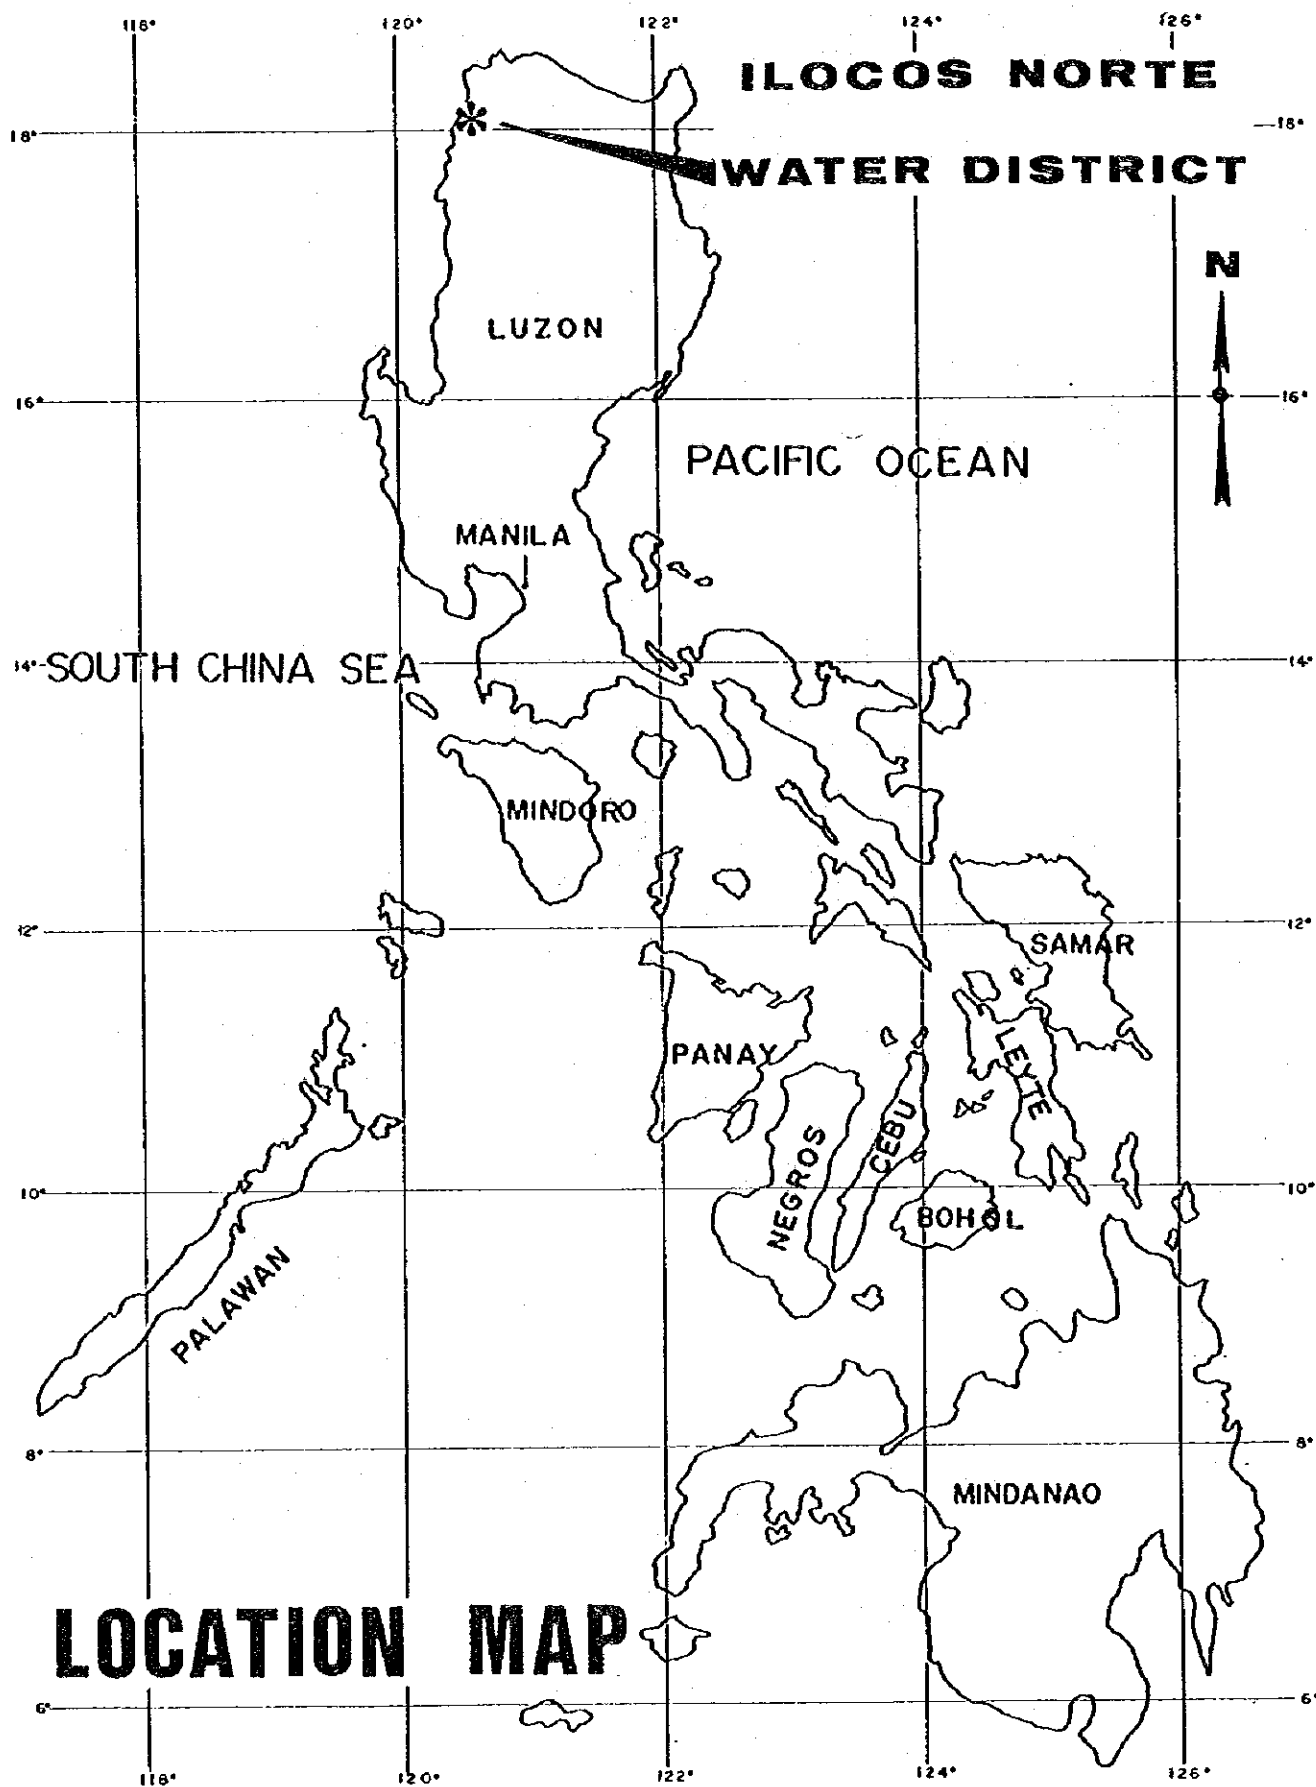 118° 120° 122° 124° 126°
ILOCOS NORTE
18° 18°
WATER DISTRICT
N
LUZON
16° 16°
PACIFIC OCEAN
MANILA
14° SOUTH CHINA SEA 14°
MINDORO
12° 12°
SAMAR
PANAY
LEYTE
CEBU
NEGROS
10° 10°
BOHOL
PALAWAN
8° 8°
MINDANAO
LOCATION MAP
6° 6°
118° 120° 122° 124° 126°